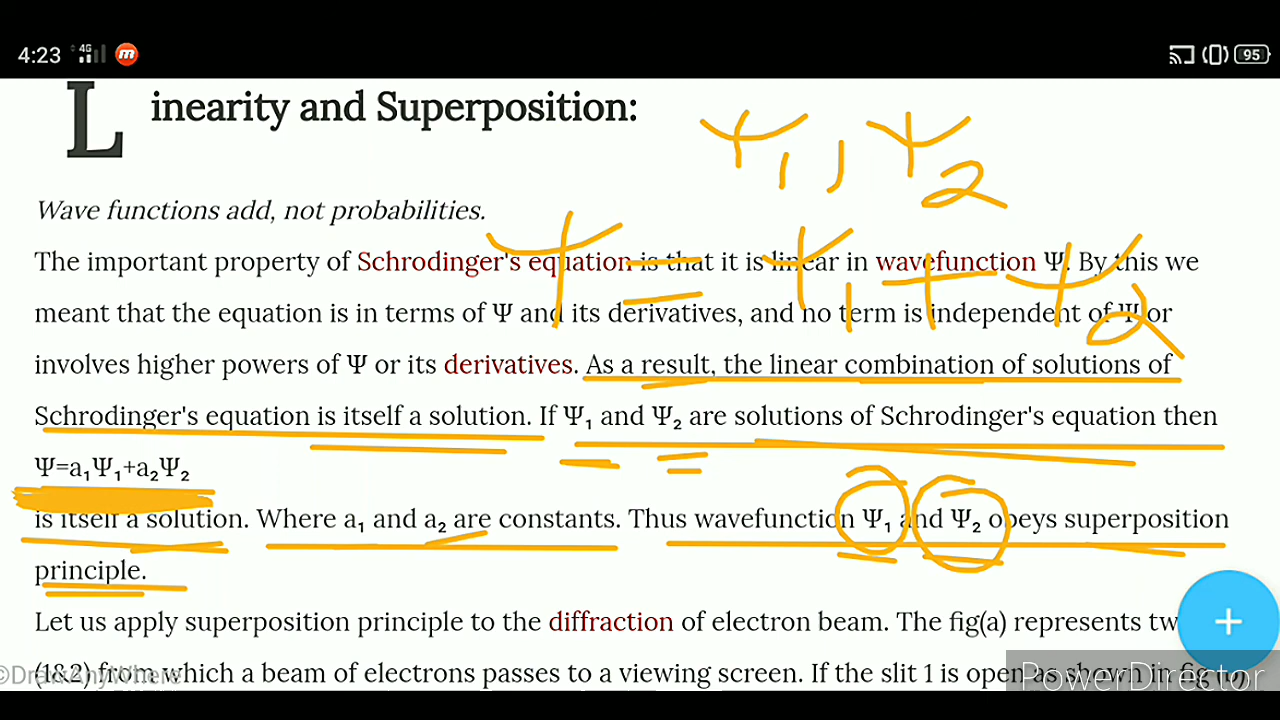 4:23 4G m 95
Linearity and Superposition:
Ψ1, Ψ2
Wave functions add, not probabilities.
Ψ = Ψ1 + Ψ2
The important property of Schrodinger's equation is that it is linear in wavefunction Ψ. By this we
meant that the equation is in terms of Ψ and its derivatives, and no term is independent of Ψ or
involves higher powers of Ψ or its derivatives. As a result, the linear combination of solutions of
Schrodinger's equation is itself a solution. If Ψ₁ and Ψ₂ are solutions of Schrodinger's equation then
Ψ=a₁Ψ₁+a₂Ψ₂
is itself a solution. Where a₁ and a₂ are constants. Thus wavefunction Ψ₁ and Ψ₂ obeys superposition
principle.
Let us apply superposition principle to the diffraction of electron beam. The fig(a) represents tw
(1&2) from which a beam of electrons passes to a viewing screen. If the slit 1 is open as shown in fig (b)
+
©DrawAnyWhere
PowerDirector